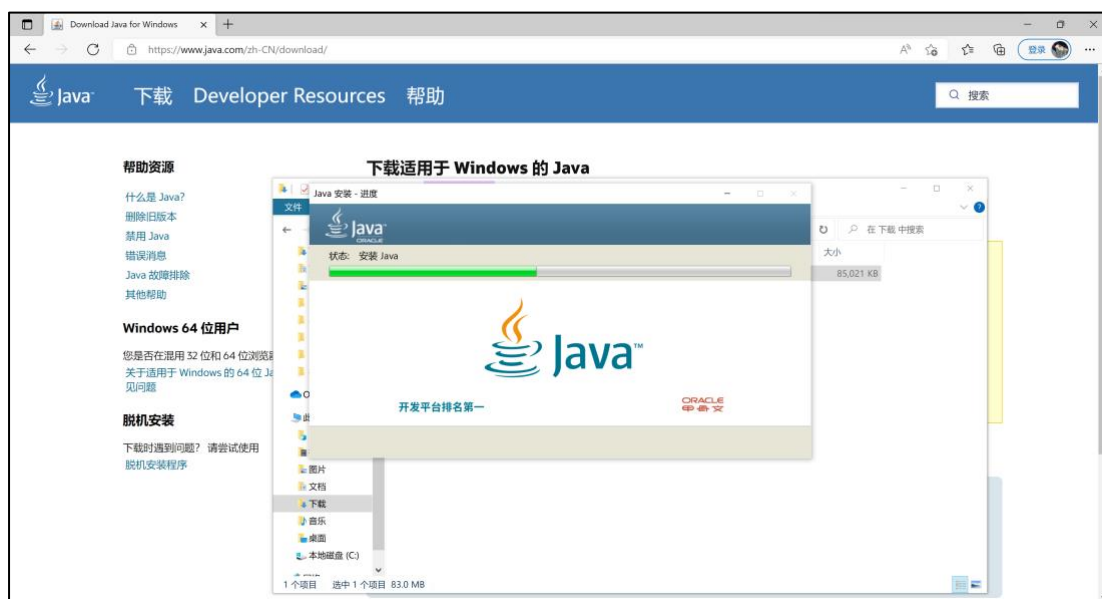 Download Java for Windows
https://www.java.com/zh-CN/download/
登录
Java
下载 Developer Resources 帮助
搜索
帮助资源
什么是 Java?
删除旧版本
禁用 Java
错误消息
Java 故障排除
其他帮助
Windows 64 位用户
您是否在混用 32 位和 64 位浏览
关于适用于 Windows 的 64 位
见问题
脱机安装
下载时遇到问题? 请尝试使用
脱机安装程序
下载适用于 Windows 的 Java
文件
在 下载 中搜索
大小
85,021 KB
Java 安装 - 进度
Java
ORACLE
状态: 安装 Java
Java™
开发平台排名第一
ORACLE
甲骨文
图片
文档
下载
音乐
桌面
本地磁盘 (C:)
1 个项目 选中 1 个项目 83.0 MB